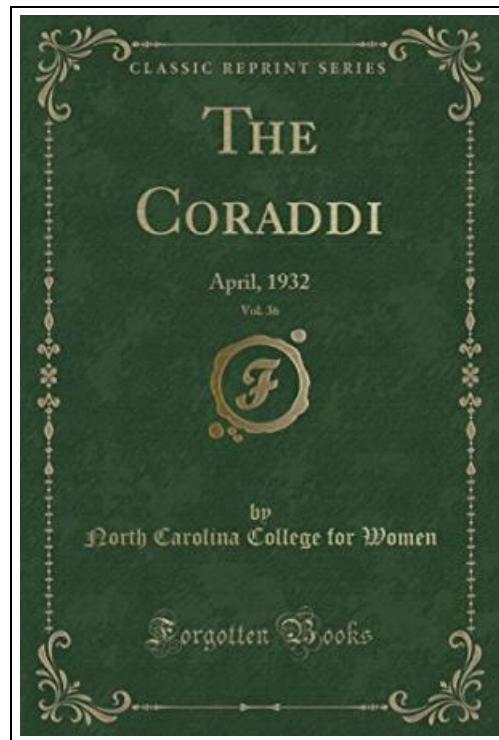 CLASSIC REPRINT SERIES
THE
CORADDI
April, 1932
Vol. 36
F
by
North Carolina College for Women
Forgotten Books